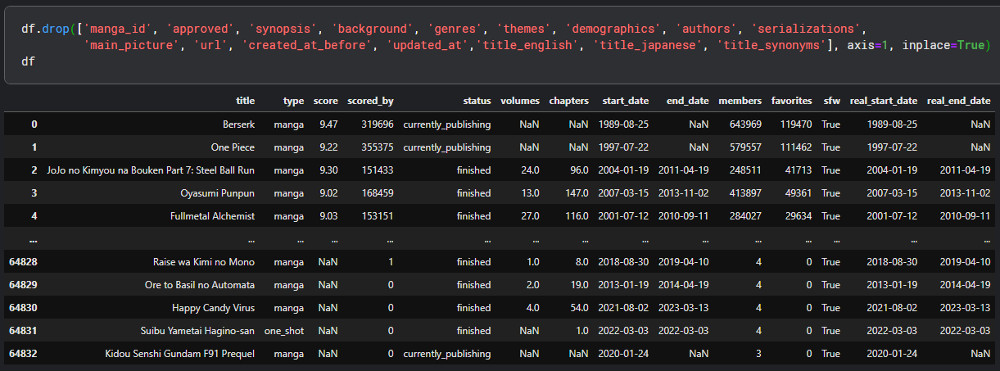 df.drop(['manga_id', 'approved', 'synopsis', 'background', 'genres', 'themes', 'demographics', 'authors', 'serializations',
'main_picture', 'url', 'created_at_before', 'updated_at','title_english', 'title_japanese', 'title_synonyms'], axis=1, inplace=True)
df
title type score scored_by status volumes chapters start_date end_date members favorites sfw real_start_date real_end_date
0 Berserk manga 9.47 319696 currently_publishing NaN NaN 1989-08-25 NaN 643969 119470 True 1989-08-25 NaN
1 One Piece manga 9.22 355375 currently_publishing NaN NaN 1997-07-22 NaN 579557 111462 True 1997-07-22 NaN
2 JoJo no Kimyou na Bouken Part 7: Steel Ball Run manga 9.30 151433 finished 24.0 96.0 2004-01-19 2011-04-19 248511 41713 True 2004-01-19 2011-04-19
3 Oyasumi Punpun manga 9.02 168459 finished 13.0 147.0 2007-03-15 2013-11-02 413897 49361 True 2007-03-15 2013-11-02
4 Fullmetal Alchemist manga 9.03 153151 finished 27.0 116.0 2001-07-12 2010-09-11 284027 29634 True 2001-07-12 2010-09-11
... ... ... ... ... ... ... ... ... ... ... ... ... ... ...
64828 Raise wa Kimi no Mono manga NaN 1 finished 1.0 8.0 2018-08-30 2019-04-10 4 0 True 2018-08-30 2019-04-10
64829 Ore to Basil no Automata manga NaN 0 finished 2.0 19.0 2013-01-19 2014-04-19 4 0 True 2013-01-19 2014-04-19
64830 Happy Candy Virus manga NaN 0 finished 4.0 54.0 2021-08-02 2023-03-13 4 0 True 2021-08-02 2023-03-13
64831 Suibu Yametai Hagino-san one_shot NaN 0 finished NaN 1.0 2022-03-03 2022-03-03 4 0 True 2022-03-03 2022-03-03
64832 Kidou Senshi Gundam F91 Prequel manga NaN 0 currently_publishing NaN NaN 2020-01-24 NaN 3 0 True 2020-01-24 NaN